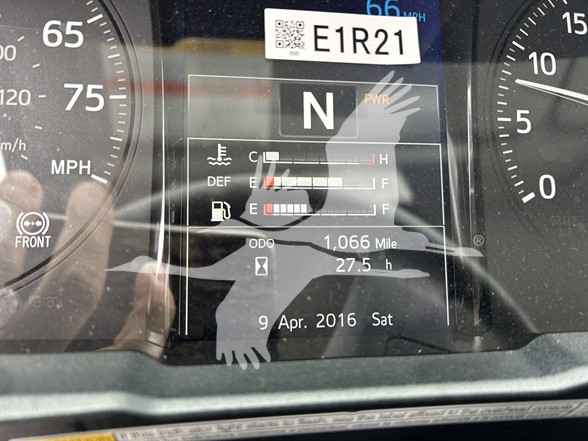 66 MPH
E1R21
65
75
120
MPH
N
PWR
C H
DEF E F
E F
ODO 1,066 Mile
27.5 h
9 Apr. 2016 Sat
FRONT
15
10
5
0
®